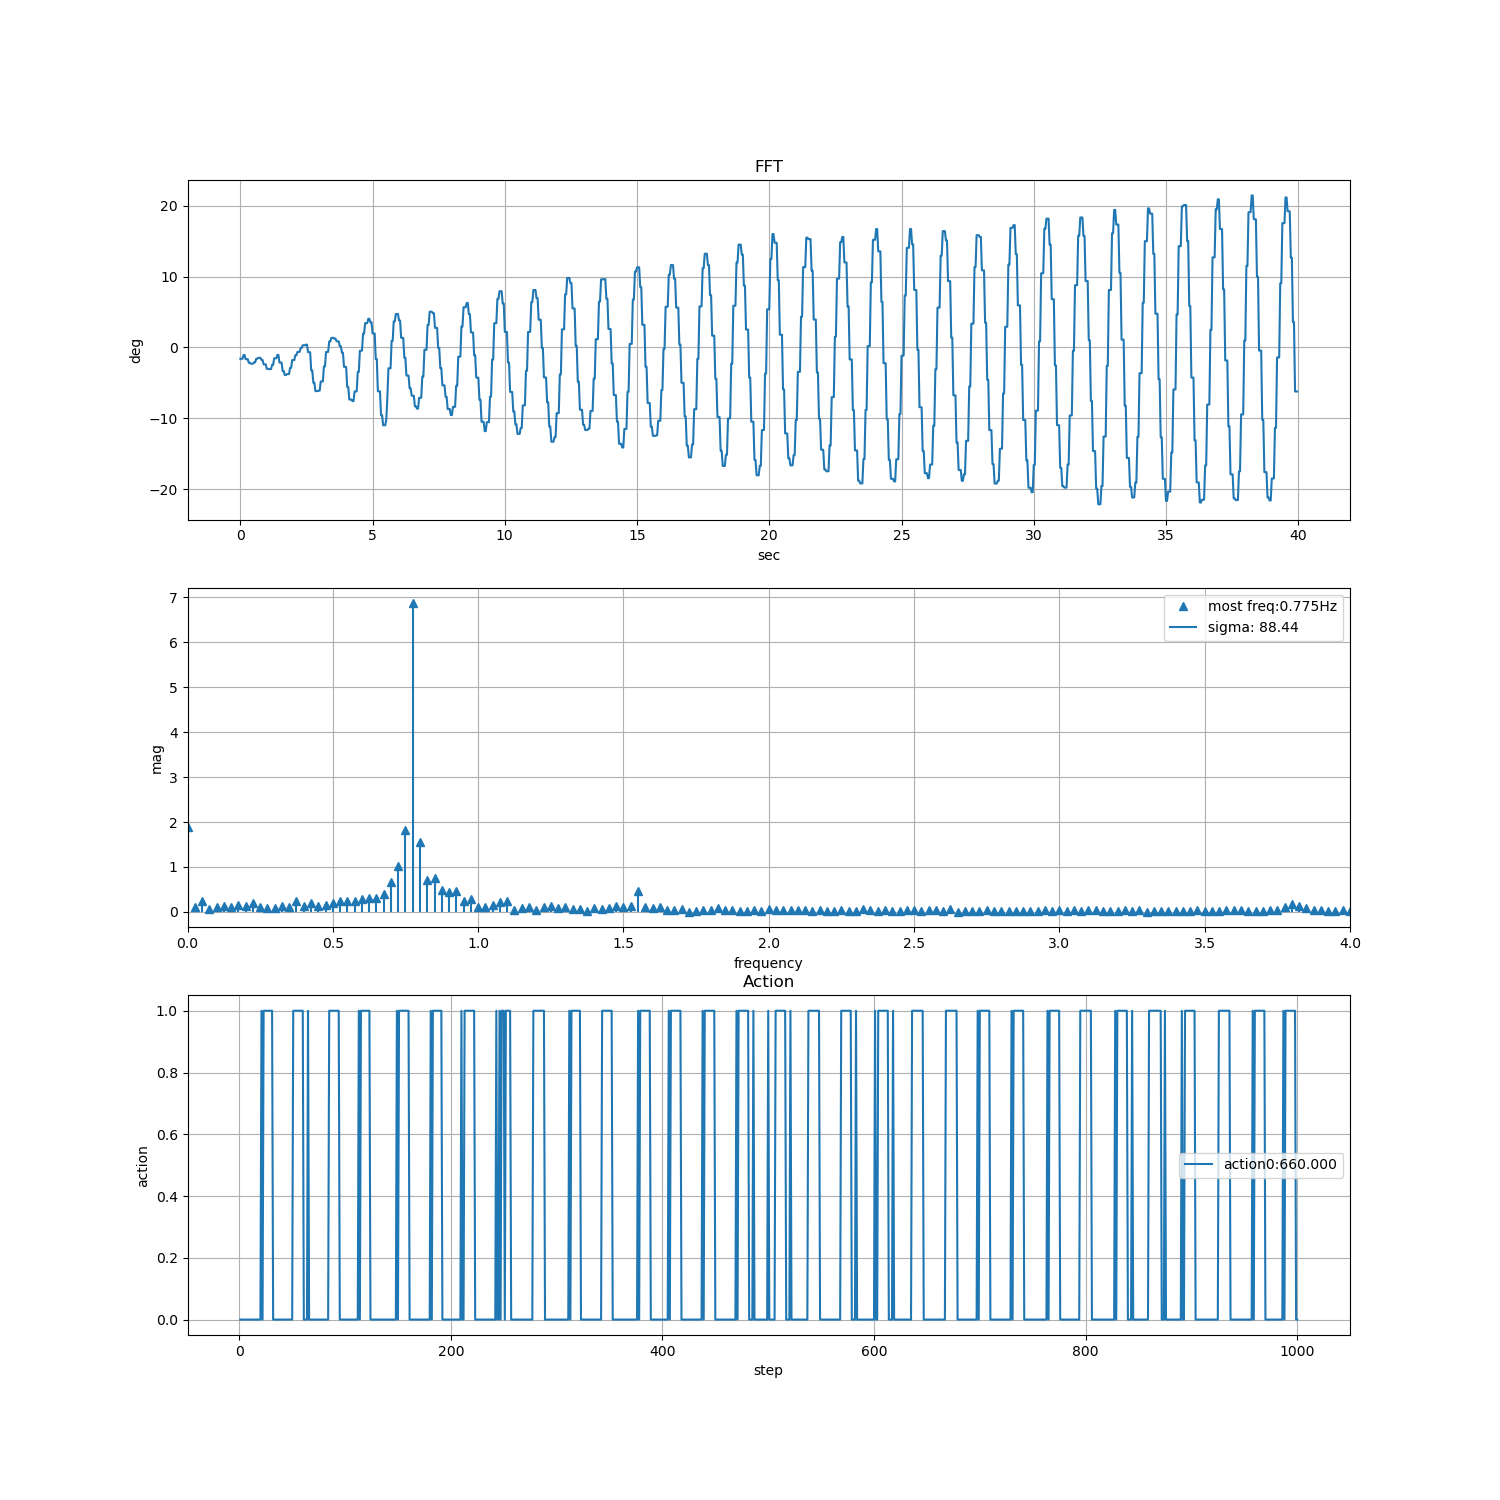 FFT
20
10
0
−10
−20
deg
0 5 10 15 20 25 30 35 40
sec
7
6
5
4
3
2
1
0
mag
most freq:0.775Hz
sigma: 88.44
0.0 0.5 1.0 1.5 2.0 2.5 3.0 3.5 4.0
frequency
Action
1.0
0.8
0.6
0.4
0.2
0.0
action
action0:660.000
0 200 400 600 800 1000
step